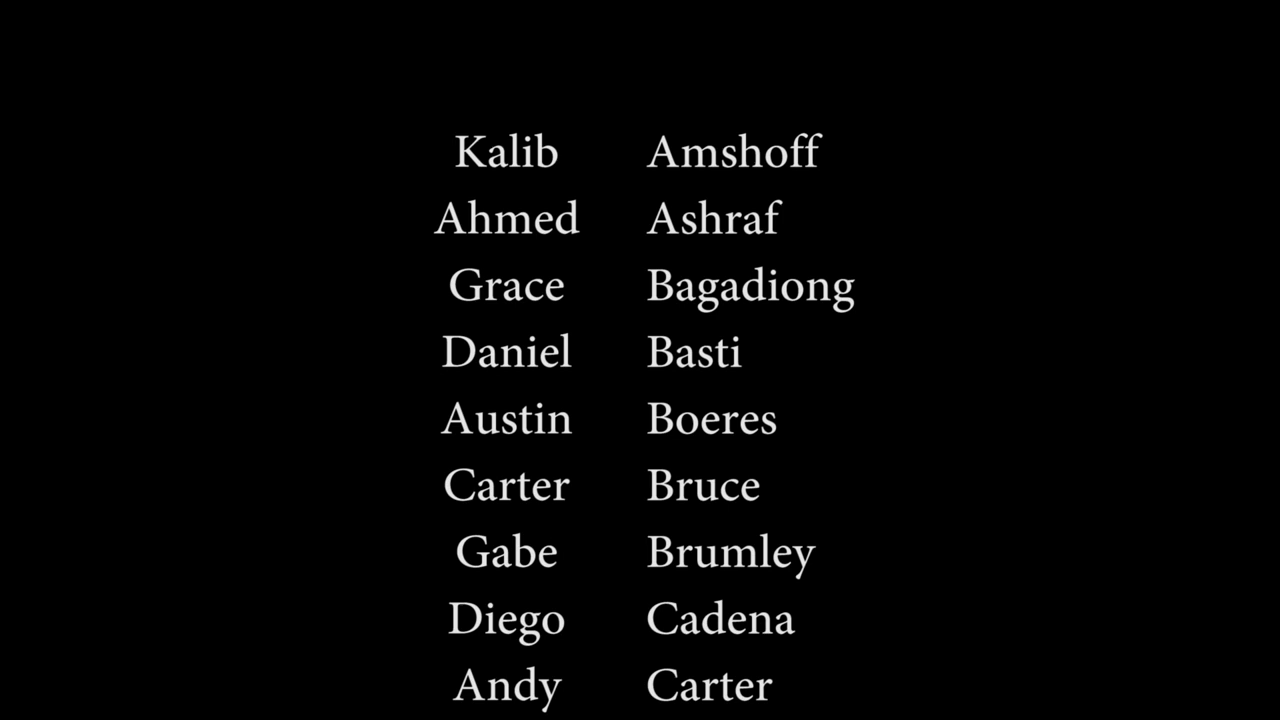 Kalib Amshoff
Ahmed Ashraf
Grace Bagadiong
Daniel Basti
Austin Boeres
Carter Bruce
Gabe Brumley
Diego Cadena
Andy Carter